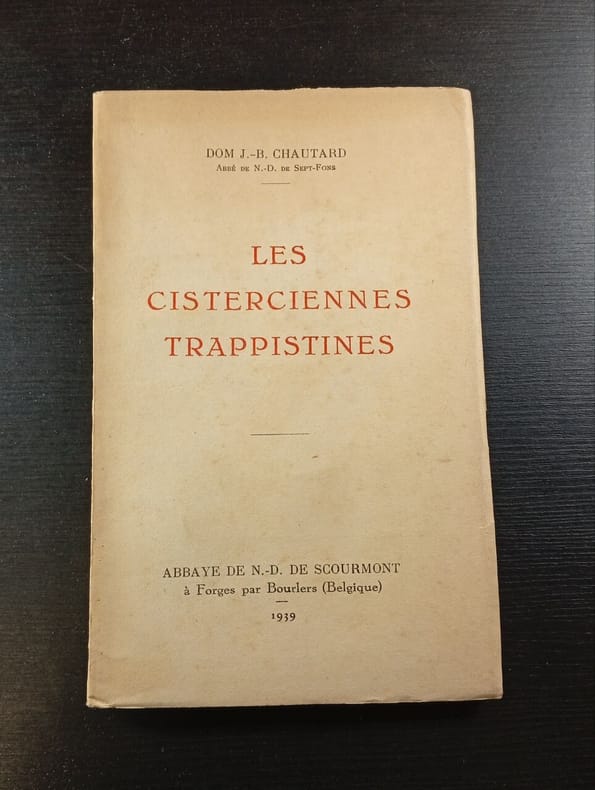 DOM J.-B. CHAUTARD
ABBÉ DE N.-D. DE SEPT-FONS
LES
CISTERCIENNES
TRAPPISTINES
ABBAYE DE N.-D. DE SCOURMONT
à Forges par Bourlers (Belgique)
1939